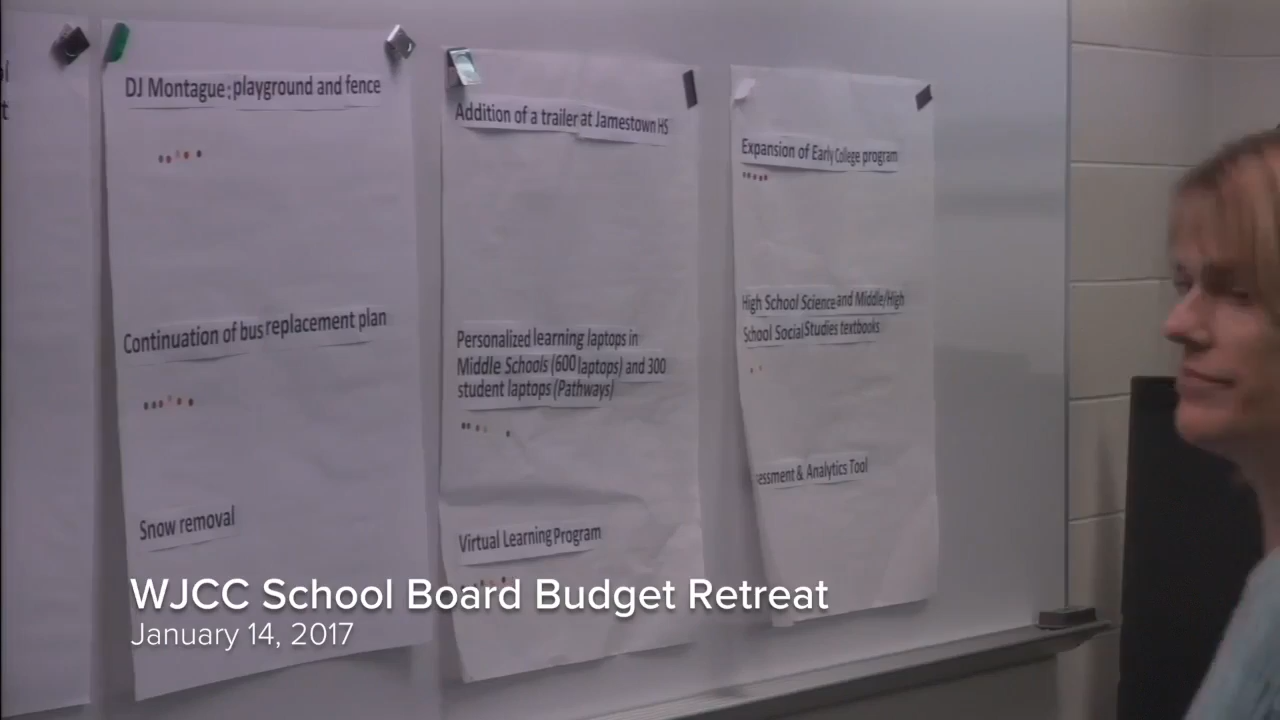 DJ Montague: playground and fence
Continuation of bus replacement plan
Snow removal
Addition of a trailer at Jamestown HS
Personalized learning laptops in
Middle Schools (600 laptops) and 300
student laptops (Pathways)
Virtual Learning Program
Expansion of Early College program
High School Science and Middle/High
School Social Studies textbooks
essment & Analytics Tool
WJCC School Board Budget Retreat
January 14, 2017